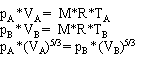 p_A * V_A = M*R*T_A
p_B * V_B = M*R*T_B
p_A * (V_A)^5/3 = p_B * (V_B)^5/3